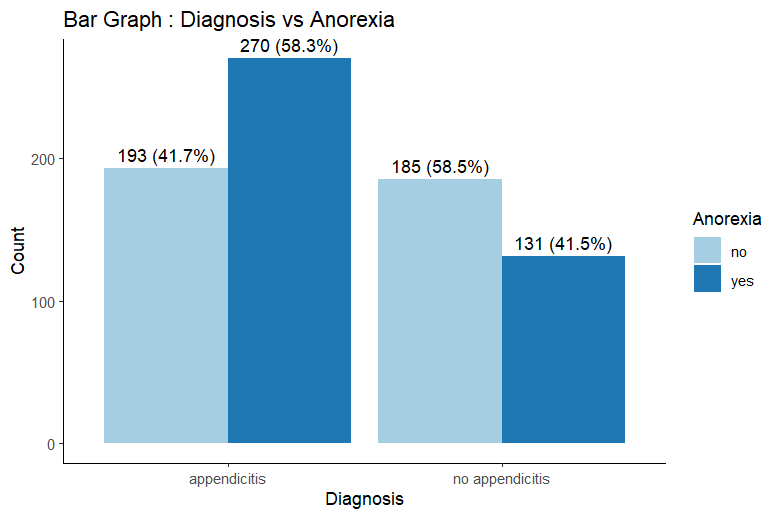 Bar Graph : Diagnosis vs Anorexia
270 (58.3%)
193 (41.7%)
185 (58.5%)
131 (41.5%)
200
100
0
Count
appendicitis
no appendicitis
Diagnosis
Anorexia
no
yes